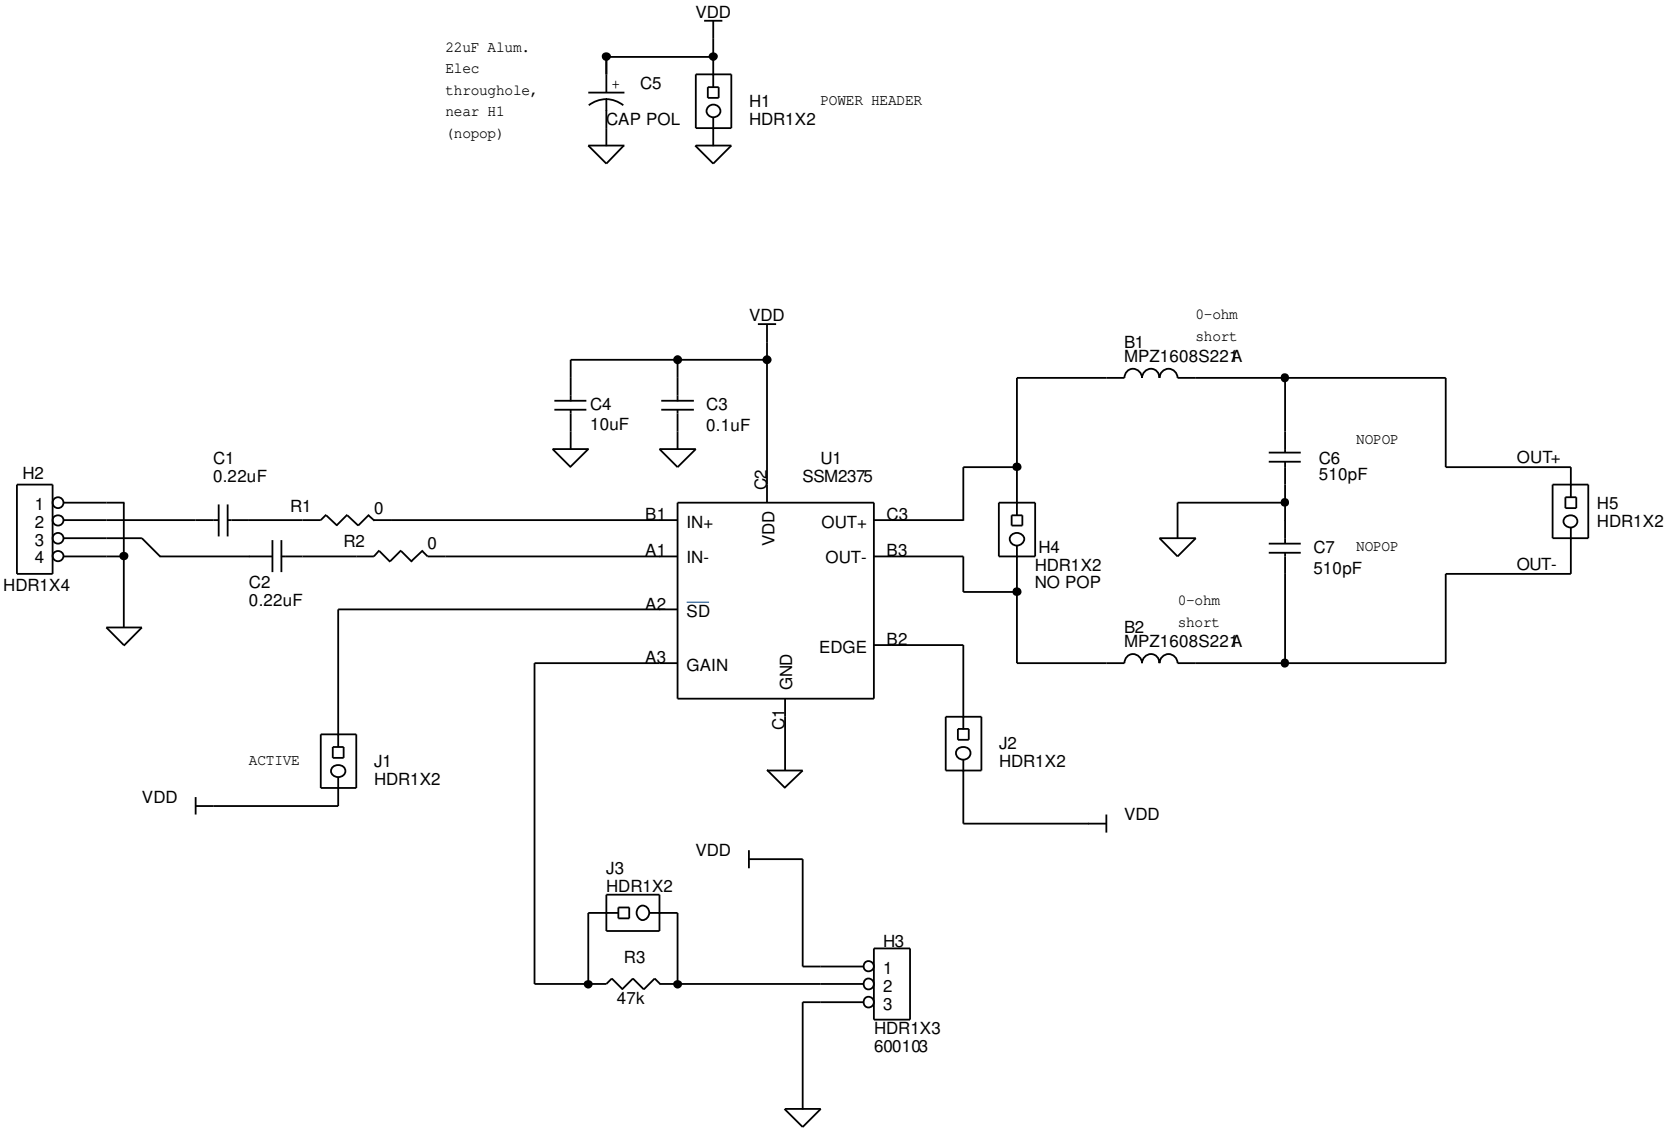 VDD
22uF Alum.
Elec
throughole,
near H1
(nopop)
+
C5
CAP POL
H1
HDR1X2
POWER HEADER
VDD
C4
10uF
C3
0.1uF
C2
U1
SSM2375
B1
MPZ1608S221A
0-ohm
short
C1
0.22uF
H2
1
2
3
4
HDR1X4
R1
0
R2
0
C2
0.22uF
B1
A1
A2
A3
IN+
IN-
SD
GAIN
VDD
GND
OUT+
OUT-
EDGE
C3
B3
B2
C1
H4
HDR1X2
NO POP
NOPOP
C6
510pF
C7
NOPOP
510pF
OUT+
H5
HDR1X2
OUT-
0-ohm
short
B2
MPZ1608S221A
ACTIVE
J1
HDR1X2
VDD
J2
HDR1X2
VDD
VDD
J3
HDR1X2
R3
47k
H3
1
2
3
HDR1X3
600103